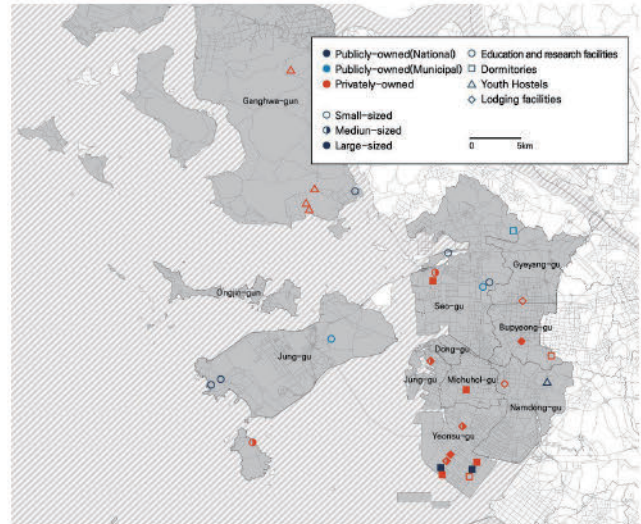 Publicly-owned(National)
Publicly-owned(Municipal)
Privately-owned
Small-sized
Mediun-sized
Large-sized
Education and research facilities
Dormitories
Youth Hostels
Lodging facilities
0 5km
Ganghwa-gun
Gyeyang-gu
Ongjin-gun
Seo-gu
Bupyeong-gu
Jung-gu
Dong-gu
Jung-gu
Michuhol-gu
Namdong-gu
Yeonsu-gu